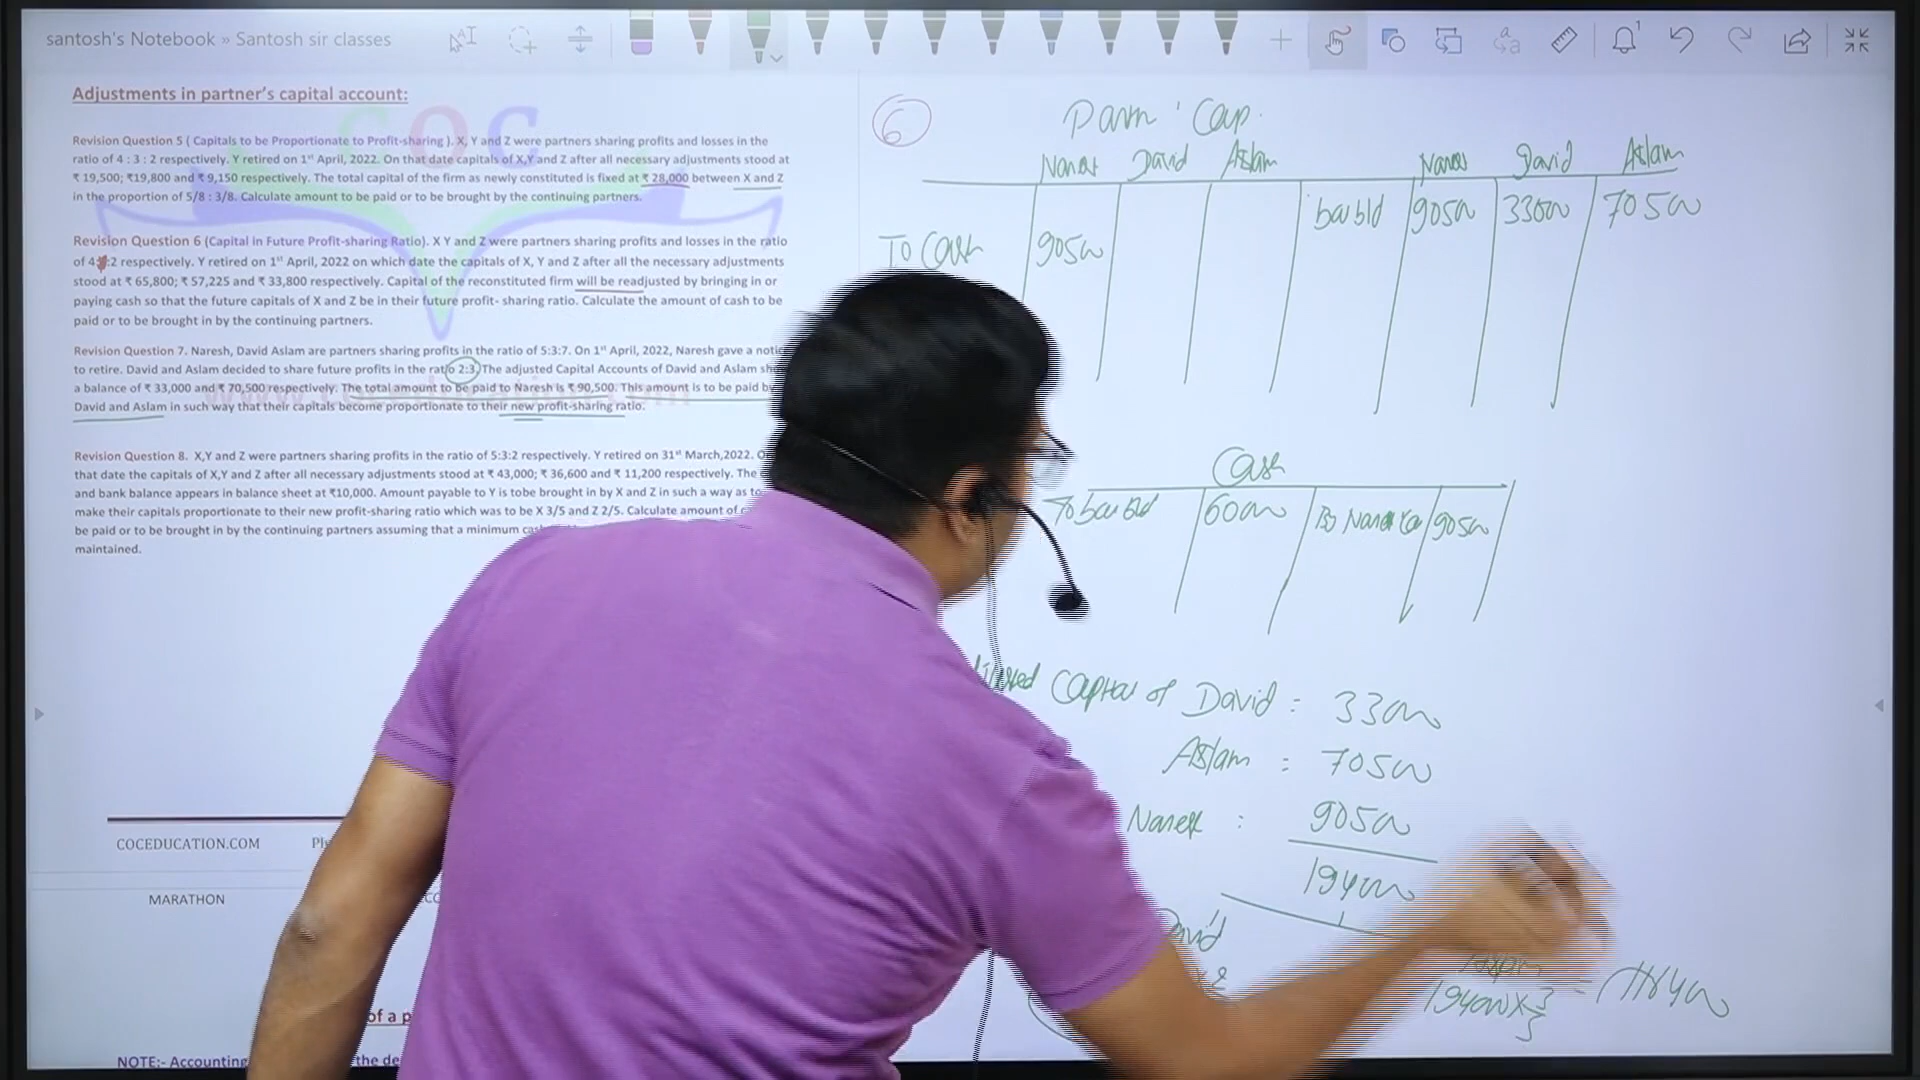 santosh's Notebook » Santosh sir classes
Adjustments in partner's capital account:
Revision Question 5 ( Capitals to be Proportionate to Profit-sharing ). X, Y and Z were partners sharing profits and losses in the
ratio of 4 : 3 : 2 respectively. Y retired on 1st April, 2022. On that date capitals of X,Y and Z after all necessary adjustments stood at
₹ 19,500; ₹19,800 and ₹ 9,150 respectively. The total capital of the firm as newly constituted is fixed at ₹ 28,000 between X and Z
in the proportion of 5/8 : 3/8. Calculate amount to be paid or to be brought by the continuing partners.
Revision Question 6 (Capital in Future Profit-sharing Ratio). X Y and Z were partners sharing profits and losses in the ratio
of 4: :2 respectively. Y retired on 1st April, 2022 on which date the capitals of X, Y and Z after all the necessary adjustments
stood at ₹ 65,800; ₹ 57,225 and ₹ 33,800 respectively. Capital of the reconstituted firm will be readjusted by bringing in or
paying cash so that the future capitals of X and Z be in their future profit- sharing ratio. Calculate the amount of cash to be
paid or to be brought in by the continuing partners.
Revision Question 7. Naresh, David Aslam are partners sharing profits in the ratio of 5:3:7. On 1st April, 2022, Naresh gave a
to retire. David and Aslam decided to share future profits in the ratio 2:3. The adjusted Capital Accounts of David and Aslam
a balance of ₹ 33,000 and ₹ 70,500 respectively. The total amount to be paid to Naresh is ₹ 90,500. This amount is to be paid by
David and Aslam in such way that their capitals become proportionate to their new profit-sharing ratio.
Revision Question 8. X,Y and Z were partners sharing profits in the ratio of 5:3:2 respectively. Y retired on 31st March,2022.
that date the capitals of X,Y and Z after all necessary adjustments stood at ₹ 43,000; ₹ 36,600 and ₹ 11,200 respectively. The
and bank balance appears in balance sheet at ₹10,000. Amount payable to Y is tobe brought in by X and Z in such a way as to
make their capitals proportionate to their new profit-sharing ratio which was to be X 3/5 and Z 2/5. Calculate amount of
be paid or to be brought in by the continuing partners assuming that a minimum
maintained.
COCEDUCATION.COM
MARATHON
of a p
NOTE:- Accounting the de
6
Cap.
David Aslam David Aslam
bal b/d 90500 33000 70500
To Cash 90500
Cash
To bal b/d 6000 90500
Capital of David : 33000
Aslam : 70500
: 90500
194000
David
194000 x 3/5 = 116400